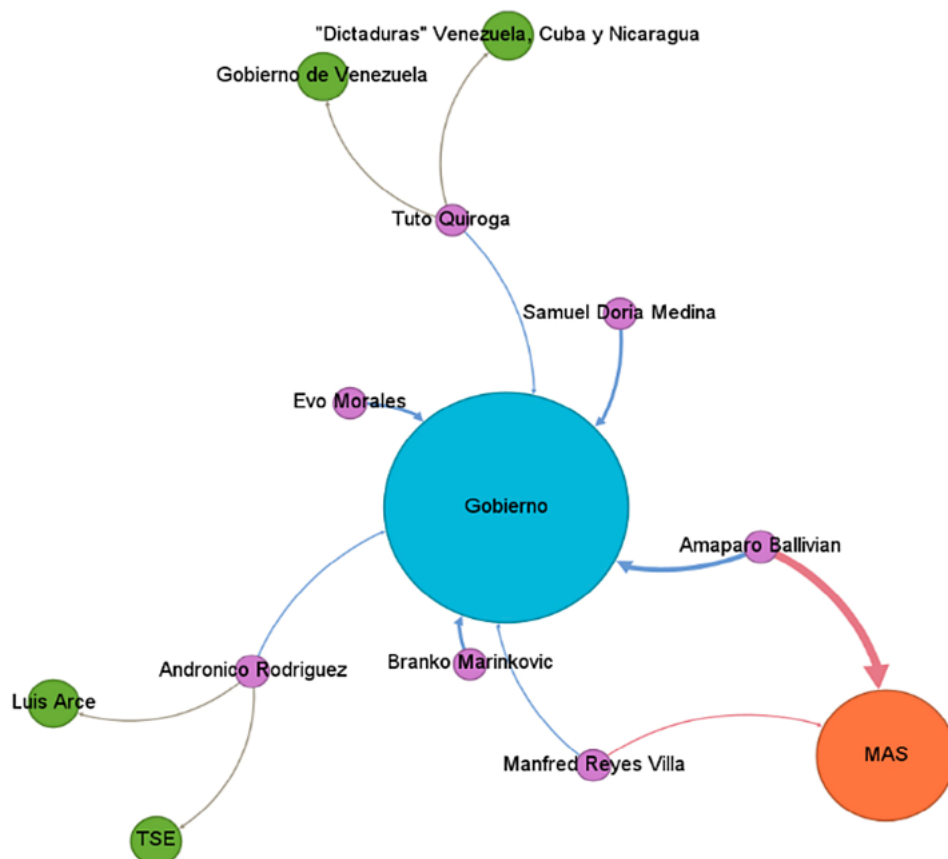 "Dictaduras" Venezuela, Cuba y Nicaragua
Gobierno de Venezuela
Tuto Quiroga
Samuel Doria Medina
Evo Morales
Gobierno
Amaparo Ballivian
Branko Marinkovic
Andronico Rodriguez
Luis Arce
Manfred Reyes Villa
MAS
TSE